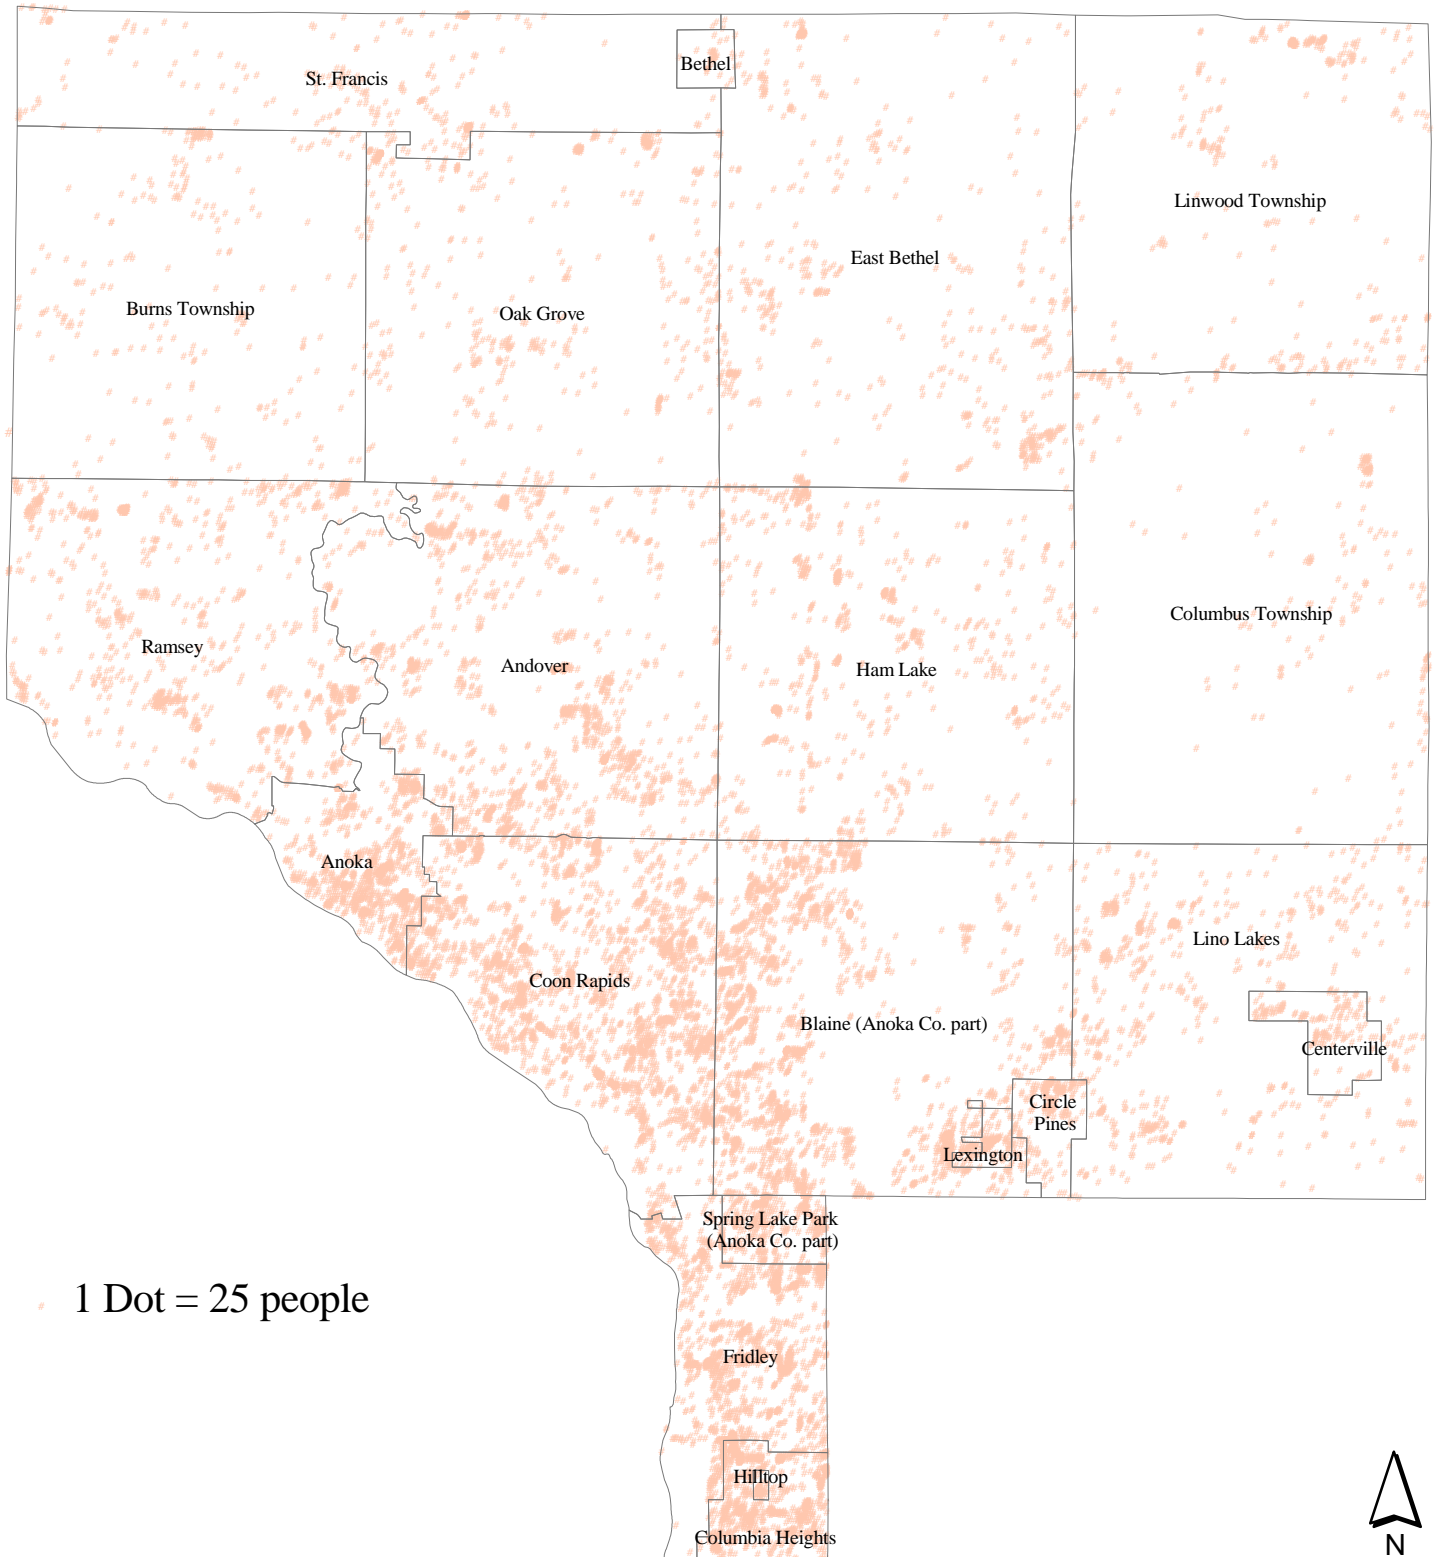 Bethel
St. Francis
Linwood Township
East Bethel
Burns Township
Oak Grove
Columbus Township
Ramsey
Andover
Ham Lake
Anoka
Lino Lakes
Coon Rapids
Blaine (Anoka Co. part)
Centerville
Circle
Pines
Lexington
Spring Lake Park
(Anoka Co. part)
1 Dot = 25 people
Fridley
Hilltop
Columbia Heights
N